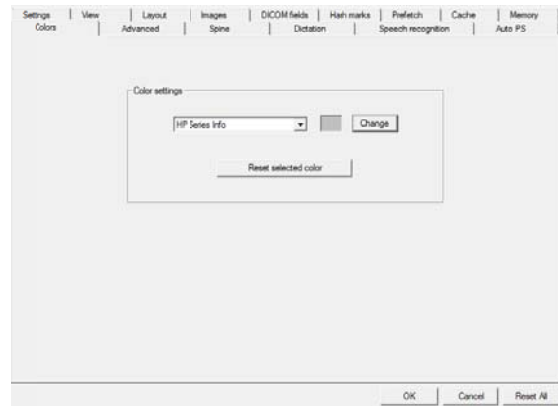 Settings View Layout Images DICOM fields Hash marks Prefetch Cache Memory
Colors Advanced Spine Dictation Speech recognition Auto PS
Color settings
HP Series Info Change
Reset selected color
OK Cancel Reset All